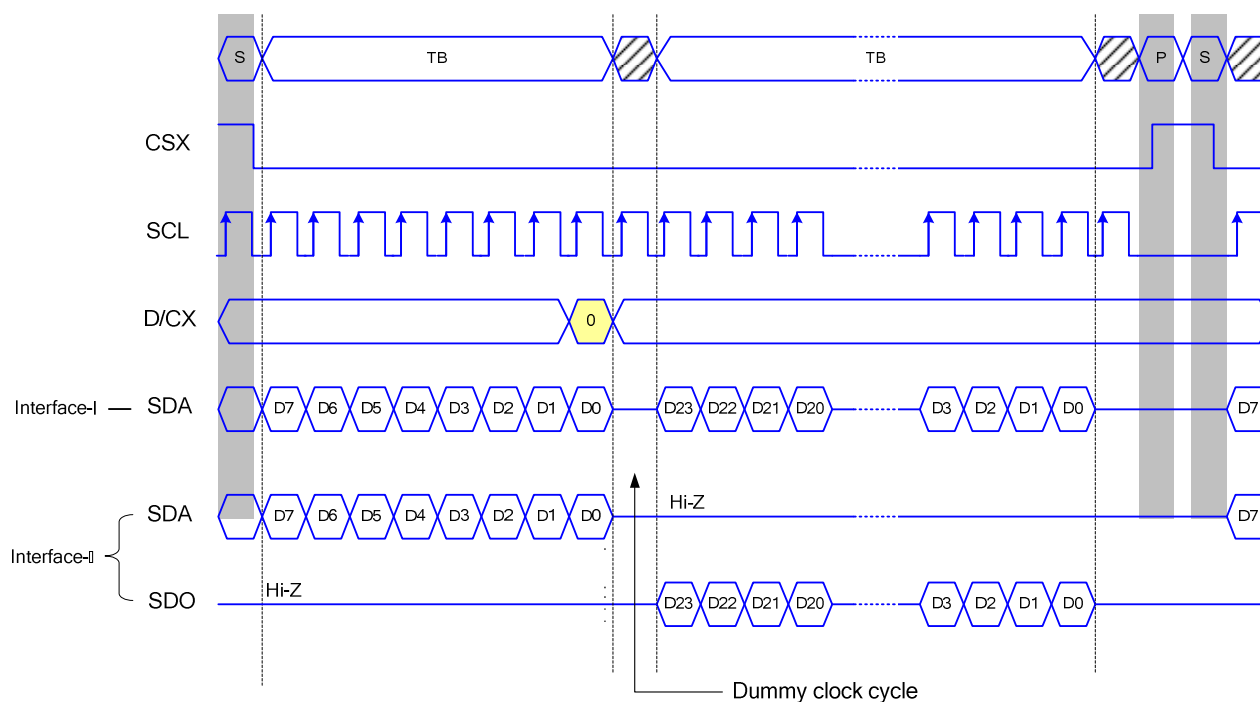 S TB TB P S
CSX
SCL
D/CX 0
Interface-I SDA D7 D6 D5 D4 D3 D2 D1 D0 D23 D22 D21 D20 D3 D2 D1 D0 D7
SDA D7 D6 D5 D4 D3 D2 D1 D0 Hi-Z D7
Interface-
SDO Hi-Z D23 D22 D21 D20 D3 D2 D1 D0
Dummy clock cycle